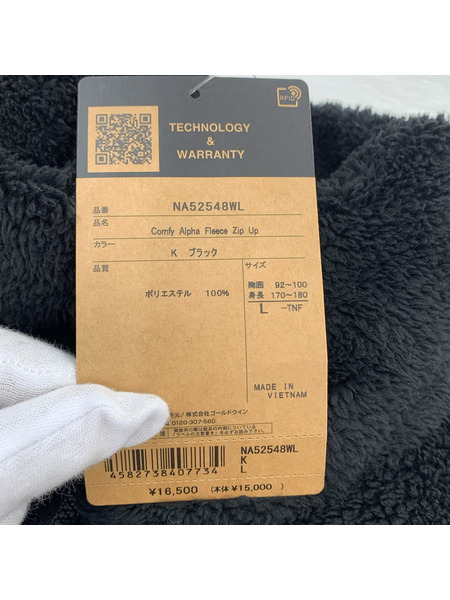 RFID
TECHNOLOGY
&
WARRANTY
品番 NA52548WL
品名 Comfy Alpha Fleece Zip Up
カラー K ブラック
品質 サイズ
ポリエステル 100%
胸囲 92〜100
身長 170〜180
L -TNF
MADE IN
VIETNAM
元/株式会社ゴールドウイン
0120-307-560
NA52548WL
K
L
4582738407734
¥16,500 (本体 ¥15,000)